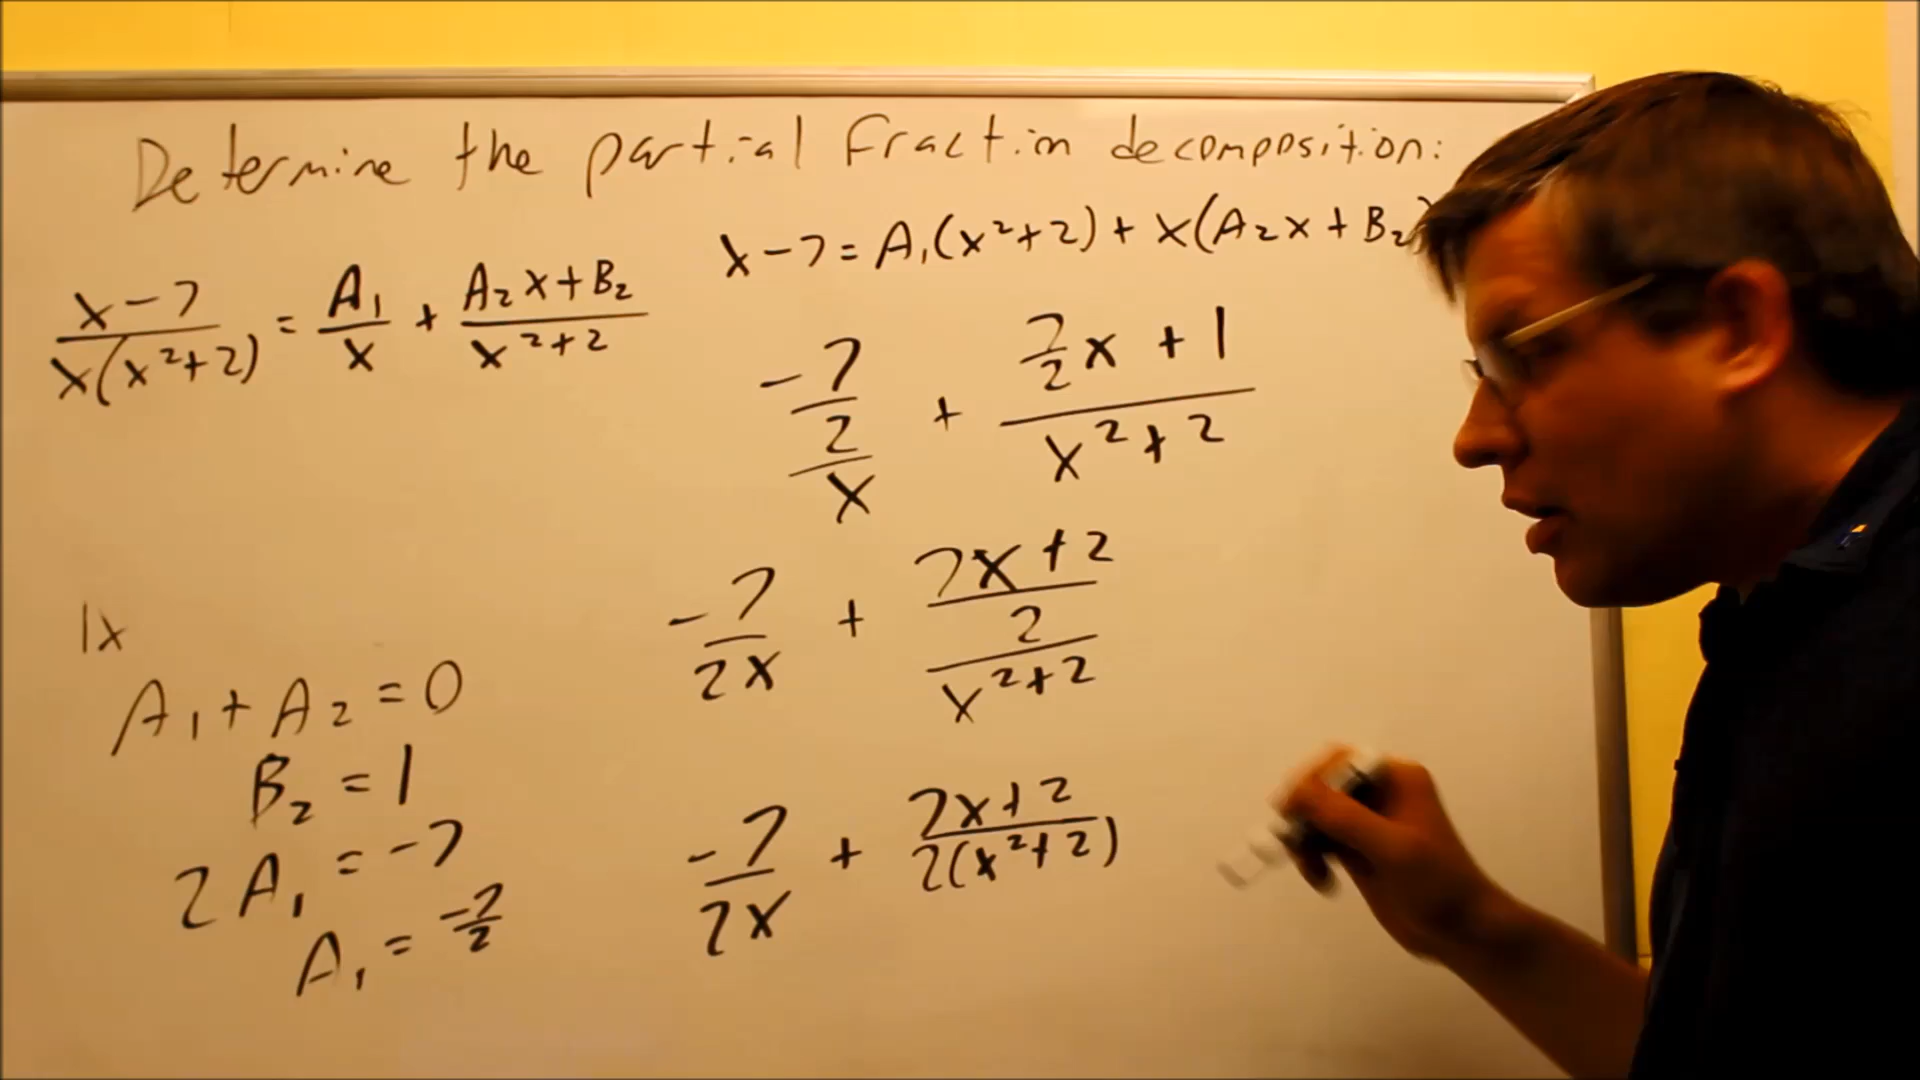 Determine the partial fraction decomposition:
x-7 = A₁(x²+2) + x(A₂x + B₂)
x-7/x(x²+2) = A₁/x + A₂x+B₂/x²+2
-7/2/x + 7/2x + 1/x²+2
-7/2x + 7x+2/2/x²+2
-7/2x + 7x+2/2(x²+2)
1x
A₁ + A₂ = 0
B₂ = 1
2A₁ = -7
A₁ = -7/2